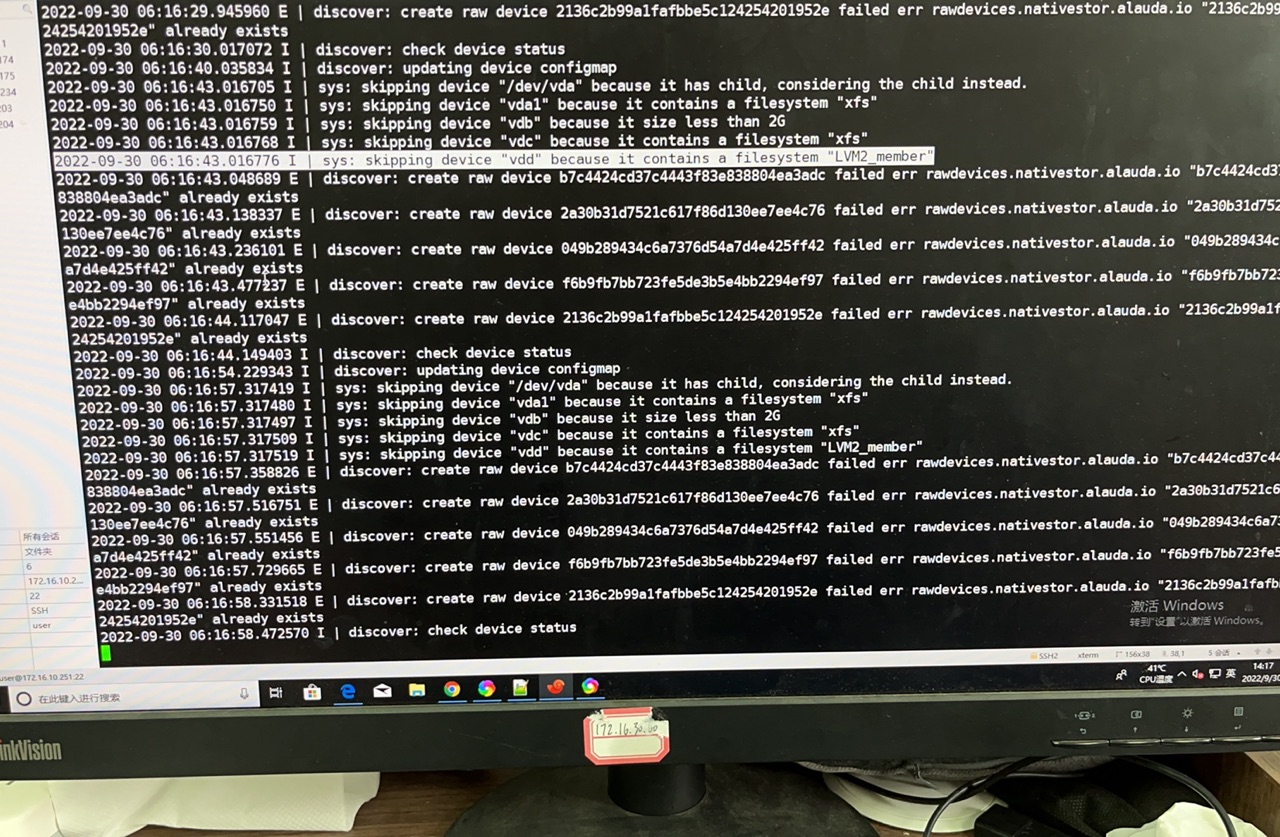 2022-09-30 06:16:29.945960 E | discover: create raw device 2136c2b99a1fafbbe5c124254201952e failed err rawdevices.nativestor.alauda.io "2136c2b99
24254201952e" already exists
2022-09-30 06:16:30.017072 I | discover: check device status
2022-09-30 06:16:40.035834 I | discover: updating device configmap
2022-09-30 06:16:43.016705 I | sys: skipping device "/dev/vda" because it has child, considering the child instead.
2022-09-30 06:16:43.016750 I | sys: skipping device "vda1" because it contains a filesystem "xfs"
2022-09-30 06:16:43.016759 I | sys: skipping device "vdb" because it size less than 2G
2022-09-30 06:16:43.016768 I | sys: skipping device "vdc" because it contains a filesystem "xfs"
2022-09-30 06:16:43.016776 I | sys: skipping device "vdd" because it contains a filesystem "LVM2_member"
2022-09-30 06:16:43.048689 E | discover: create raw device b7c4424cd37c4443f83e838804ea3adc failed err rawdevices.nativestor.alauda.io "b7c4424cd37
838804ea3adc" already exists
2022-09-30 06:16:43.138337 E | discover: create raw device 2a30b31d7521c617f86d130ee7ee4c76 failed err rawdevices.nativestor.alauda.io "2a30b31d752
130ee7ee4c76" already exists
2022-09-30 06:16:43.236101 E | discover: create raw device 049b289434c6a7376d54a7d4e425ff42 failed err rawdevices.nativestor.alauda.io "049b289434c
a7d4e425ff42" already exists
2022-09-30 06:16:43.477237 E | discover: create raw device f6b9fb7bb723fe5de3b5e4bb2294ef97 failed err rawdevices.nativestor.alauda.io "f6b9fb7bb723
e4bb2294ef97" already exists
2022-09-30 06:16:44.117047 E | discover: create raw device 2136c2b99a1fafbbe5c124254201952e failed err rawdevices.nativestor.alauda.io "2136c2b99a1f
24254201952e" already exists
2022-09-30 06:16:44.149403 I | discover: check device status
2022-09-30 06:16:54.229343 I | discover: updating device configmap
2022-09-30 06:16:57.317419 I | sys: skipping device "/dev/vda" because it has child, considering the child instead.
2022-09-30 06:16:57.317480 I | sys: skipping device "vda1" because it contains a filesystem "xfs"
2022-09-30 06:16:57.317497 I | sys: skipping device "vdb" because it size less than 2G
2022-09-30 06:16:57.317509 I | sys: skipping device "vdc" because it contains a filesystem "xfs"
2022-09-30 06:16:57.317519 I | sys: skipping device "vdd" because it contains a filesystem "LVM2_member"
2022-09-30 06:16:57.358826 E | discover: create raw device b7c4424cd37c4443f83e838804ea3adc failed err rawdevices.nativestor.alauda.io "b7c4424cd37c44
838804ea3adc" already exists
2022-09-30 06:16:57.516751 E | discover: create raw device 2a30b31d7521c617f86d130ee7ee4c76 failed err rawdevices.nativestor.alauda.io "2a30b31d7521c6
130ee7ee4c76" already exists
2022-09-30 06:16:57.551456 E | discover: create raw device 049b289434c6a7376d54a7d4e425ff42 failed err rawdevices.nativestor.alauda.io "049b289434c6a7
a7d4e425ff42" already exists
2022-09-30 06:16:57.729665 E | discover: create raw device f6b9fb7bb723fe5de3b5e4bb2294ef97 failed err rawdevices.nativestor.alauda.io "f6b9fb7bb723fe5
e4bb2294ef97" already exists
2022-09-30 06:16:58.331518 E | discover: create raw device 2136c2b99a1fafbbe5c124254201952e failed err rawdevices.nativestor.alauda.io "2136c2b99a1fafb
24254201952e" already exists
2022-09-30 06:16:58.472570 I | discover: check device status
1
174
175
234
203
204
所有会话
文件夹
6
172.16.10.2...
22
SSH
user
激活 Windows
转到"设置"以激活 Windows。
user@172.16.10.251:22
SSH2 xterm 156x38 38,1 5 会话
在此键入进行搜索
41℃
CPU温度
英
14:17
2022/9/30
inkVision
172.16.30.60